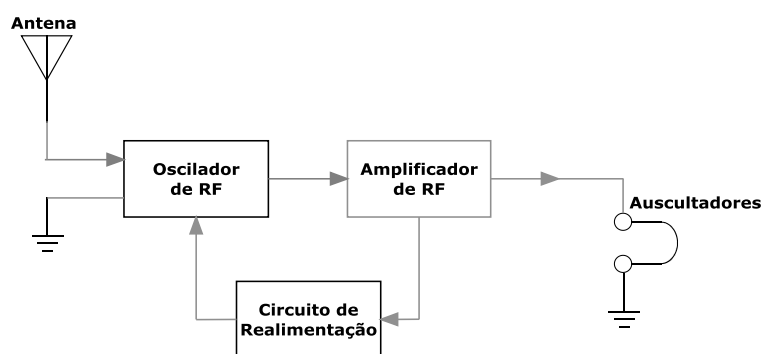 Antena
Oscilador
de RF
Amplificador
de RF
Auscultadores
Circuito de
Realimentação